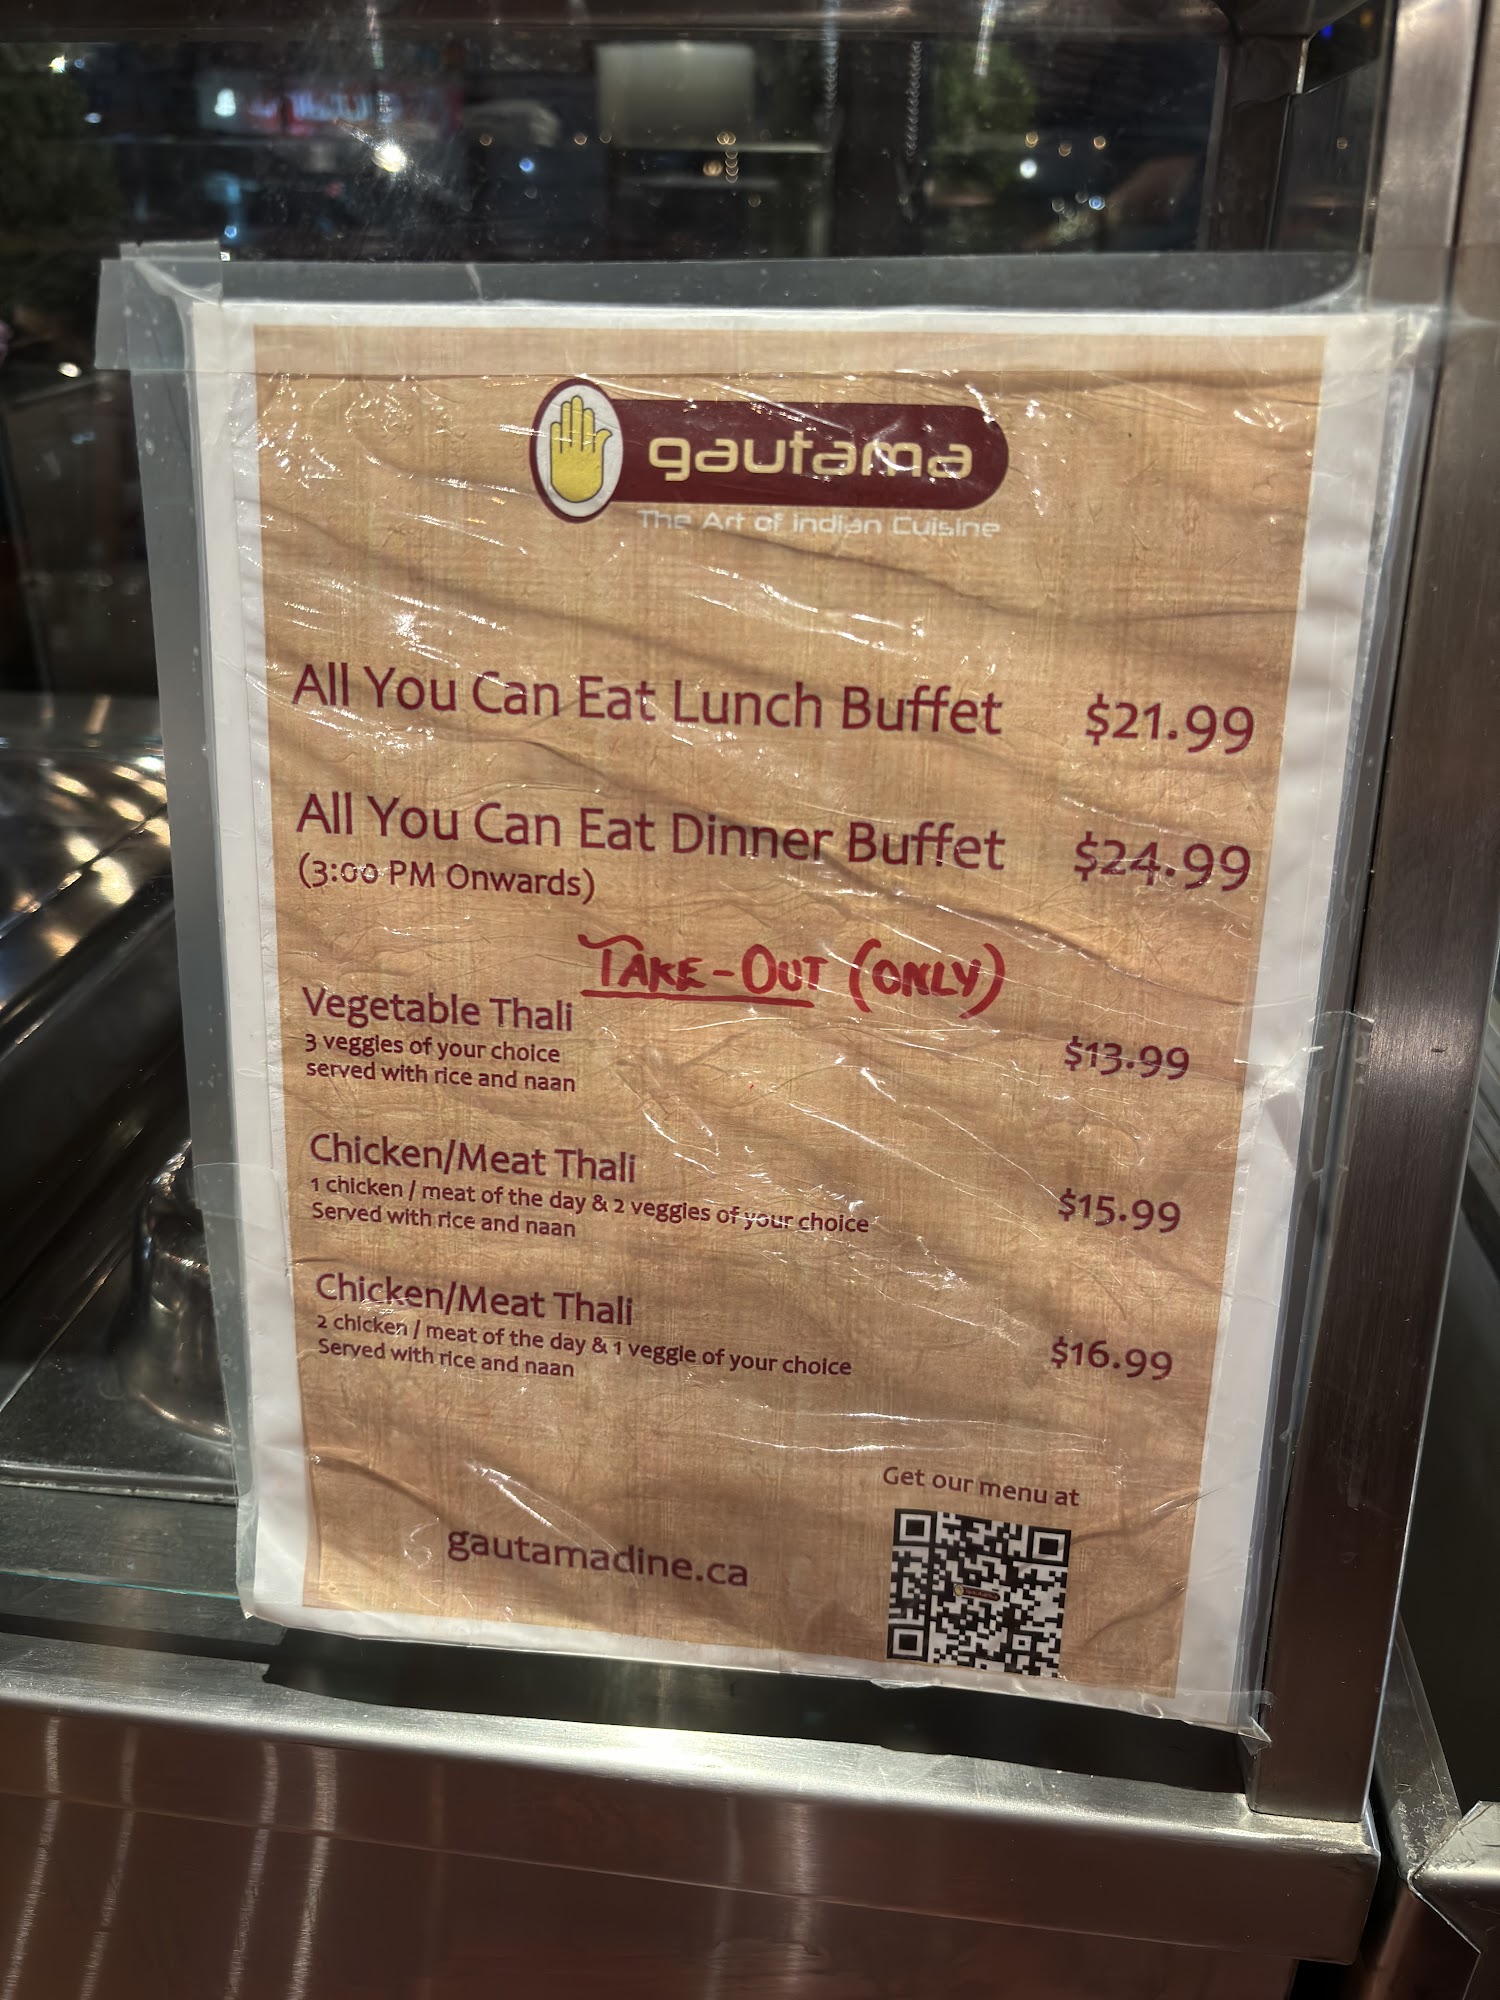 gautama
The Art of Indian Cuisine
All You Can Eat Lunch Buffet $21.99
All You Can Eat Dinner Buffet $24.99
(3:00 PM Onwards)
TAKE-OUT (ONLY)
Vegetable Thali
3 veggies of your choice $13.99
served with rice and naan
Chicken/Meat Thali
1 chicken / meat of the day & 2 veggies of your choice $15.99
Served with rice and naan
Chicken/Meat Thali
2 chicken / meat of the day & 1 veggie of your choice $16.99
Served with rice and naan
Get our menu at
gautamadine.ca